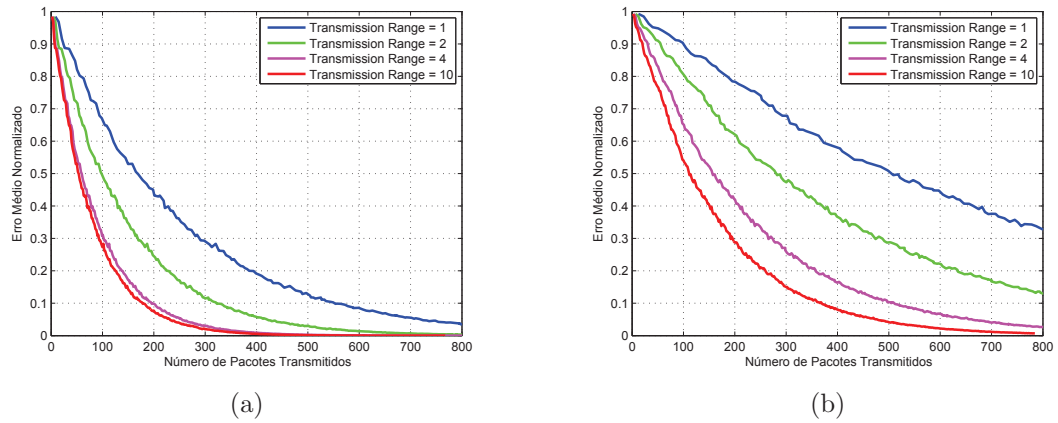 1
0.9
0.8
0.7
0.6
0.5
0.4
0.3
0.2
0.1
0
Erro Médio Normalizado
0 100 200 300 400 500 600 700 800
Número de Pacotes Transmitidos
Transmission Range = 1
Transmission Range = 2
Transmission Range = 4
Transmission Range = 10
(a)
1
0.9
0.8
0.7
0.6
0.5
0.4
0.3
0.2
0.1
0
Erro Médio Normalizado
0 100 200 300 400 500 600 700 800
Número de Pacotes Transmitidos
Transmission Range = 1
Transmission Range = 2
Transmission Range = 4
Transmission Range = 10
(b)